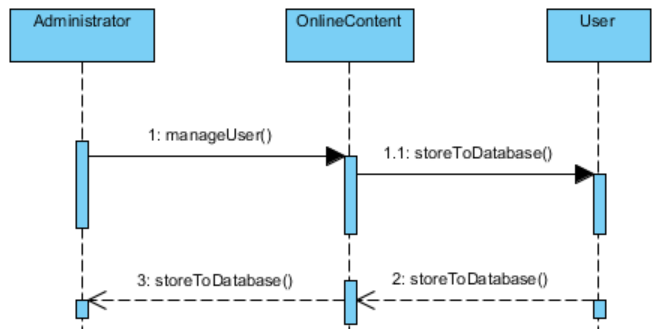 Administrator
OnlineContent
User
1: manageUser()
1.1: storeToDatabase()
3: storeToDatabase()
2: storeToDatabase()